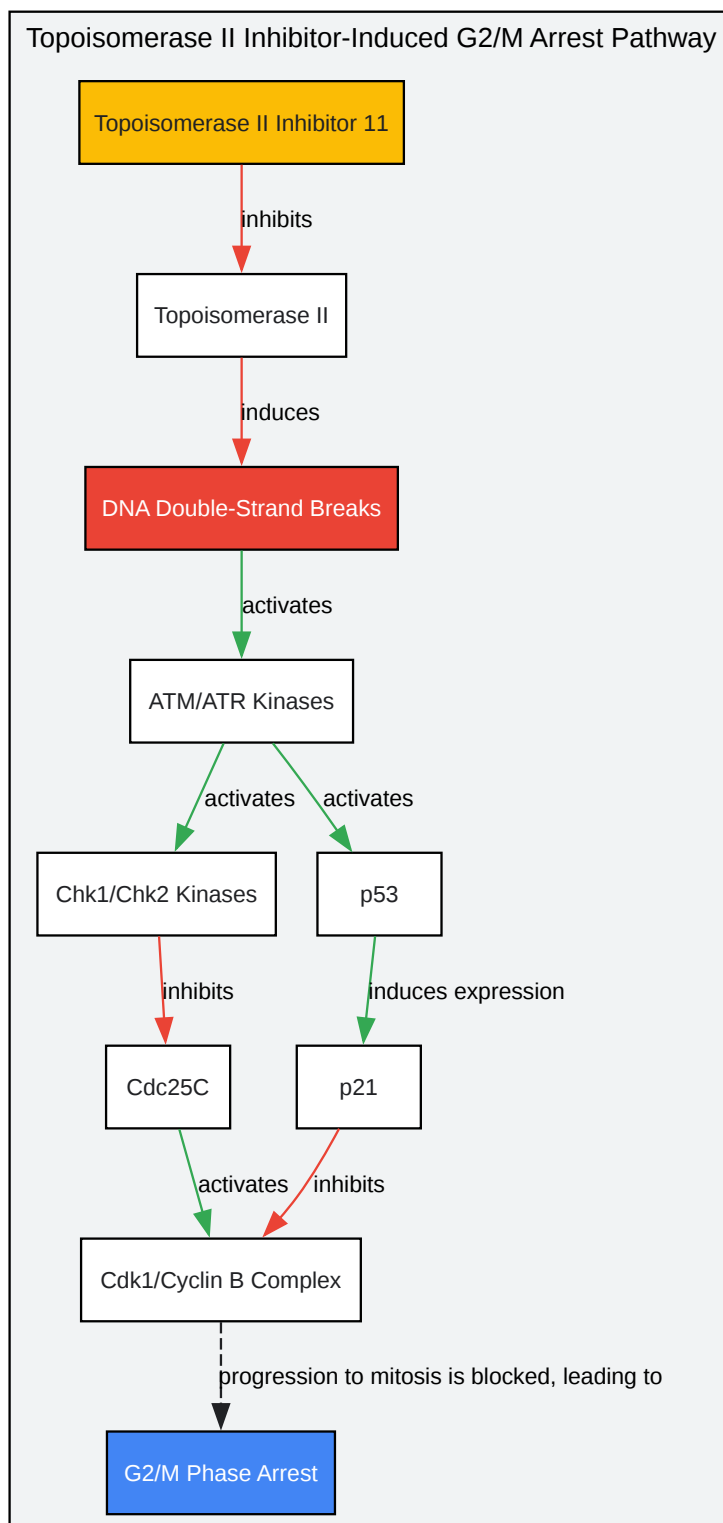 Topoisomerase II Inhibitor-Induced G2/M Arrest Pathway
Topoisomerase II Inhibitor 11
inhibits
Topoisomerase II
induces
DNA Double-Strand Breaks
activates
ATM/ATR Kinases
activates
activates
Chk1/Chk2 Kinases
p53
inhibits
induces expression
Cdc25C
p21
activates
inhibits
Cdk1/Cyclin B Complex
progression to mitosis is blocked, leading to
G2/M Phase Arrest